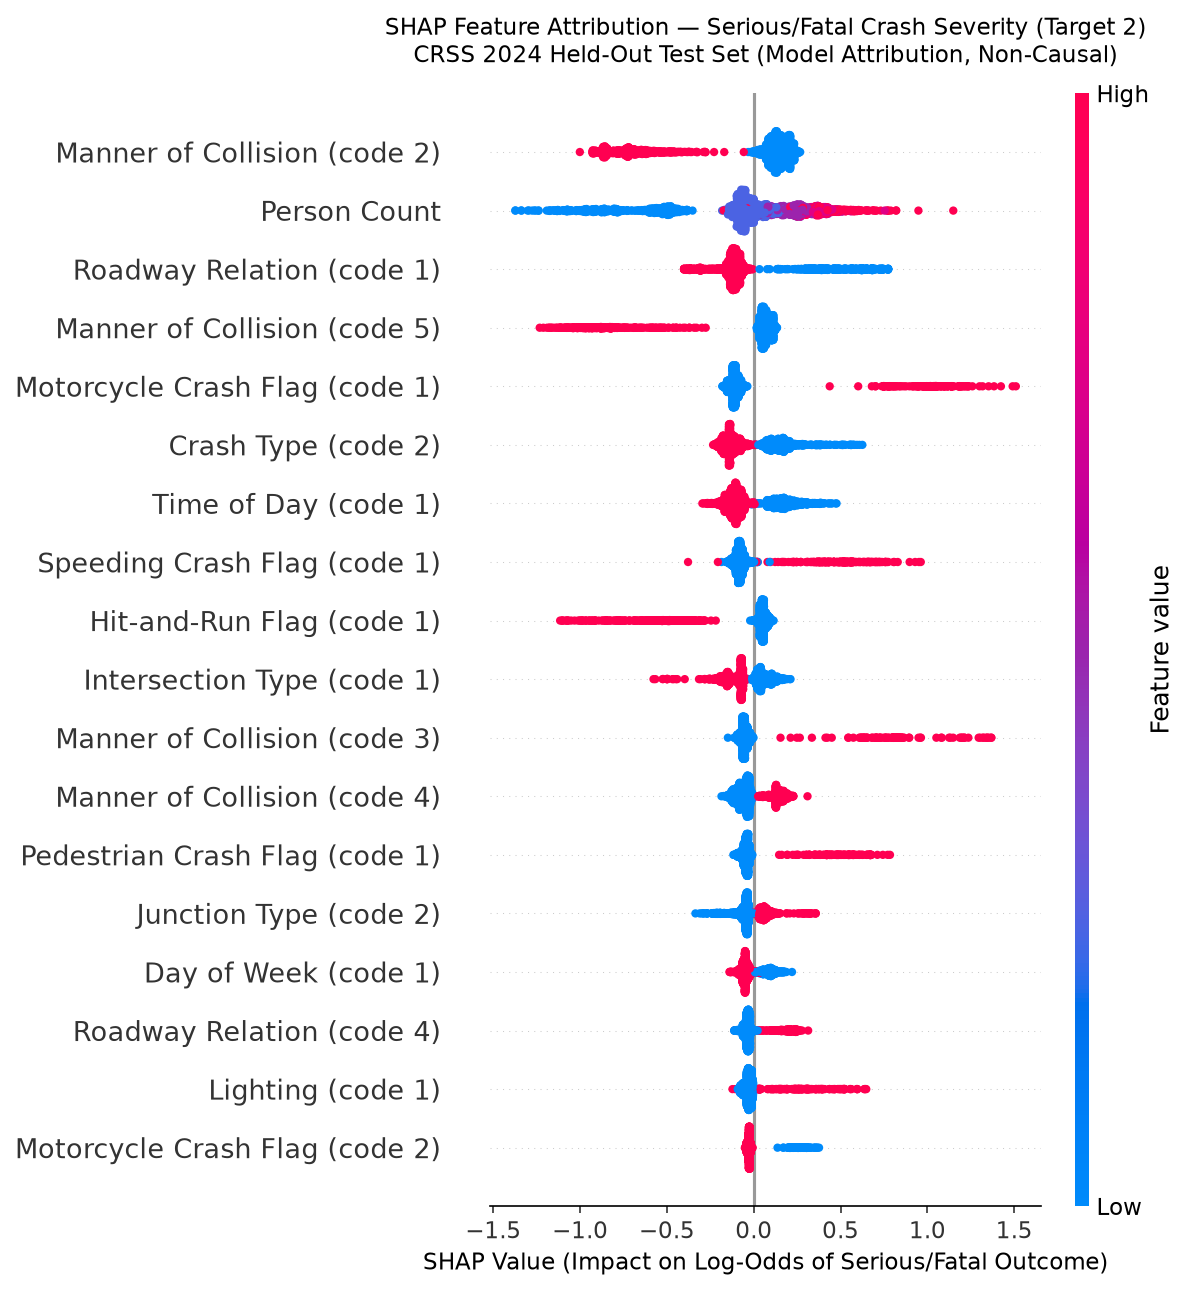 SHAP Feature Attribution — Serious/Fatal Crash Severity (Target 2)
CRSS 2024 Held-Out Test Set (Model Attribution, Non-Causal)
High
Manner of Collision (code 2)
Person Count
Roadway Relation (code 1)
Manner of Collision (code 5)
Motorcycle Crash Flag (code 1)
Crash Type (code 2)
Time of Day (code 1)
Speeding Crash Flag (code 1)
Hit-and-Run Flag (code 1)
Intersection Type (code 1)
Manner of Collision (code 3)
Manner of Collision (code 4)
Pedestrian Crash Flag (code 1)
Junction Type (code 2)
Day of Week (code 1)
Roadway Relation (code 4)
Lighting (code 1)
Motorcycle Crash Flag (code 2)
Feature value
Low
−1.5 −1.0 −0.5 0.0 0.5 1.0 1.5
SHAP Value (Impact on Log-Odds of Serious/Fatal Outcome)